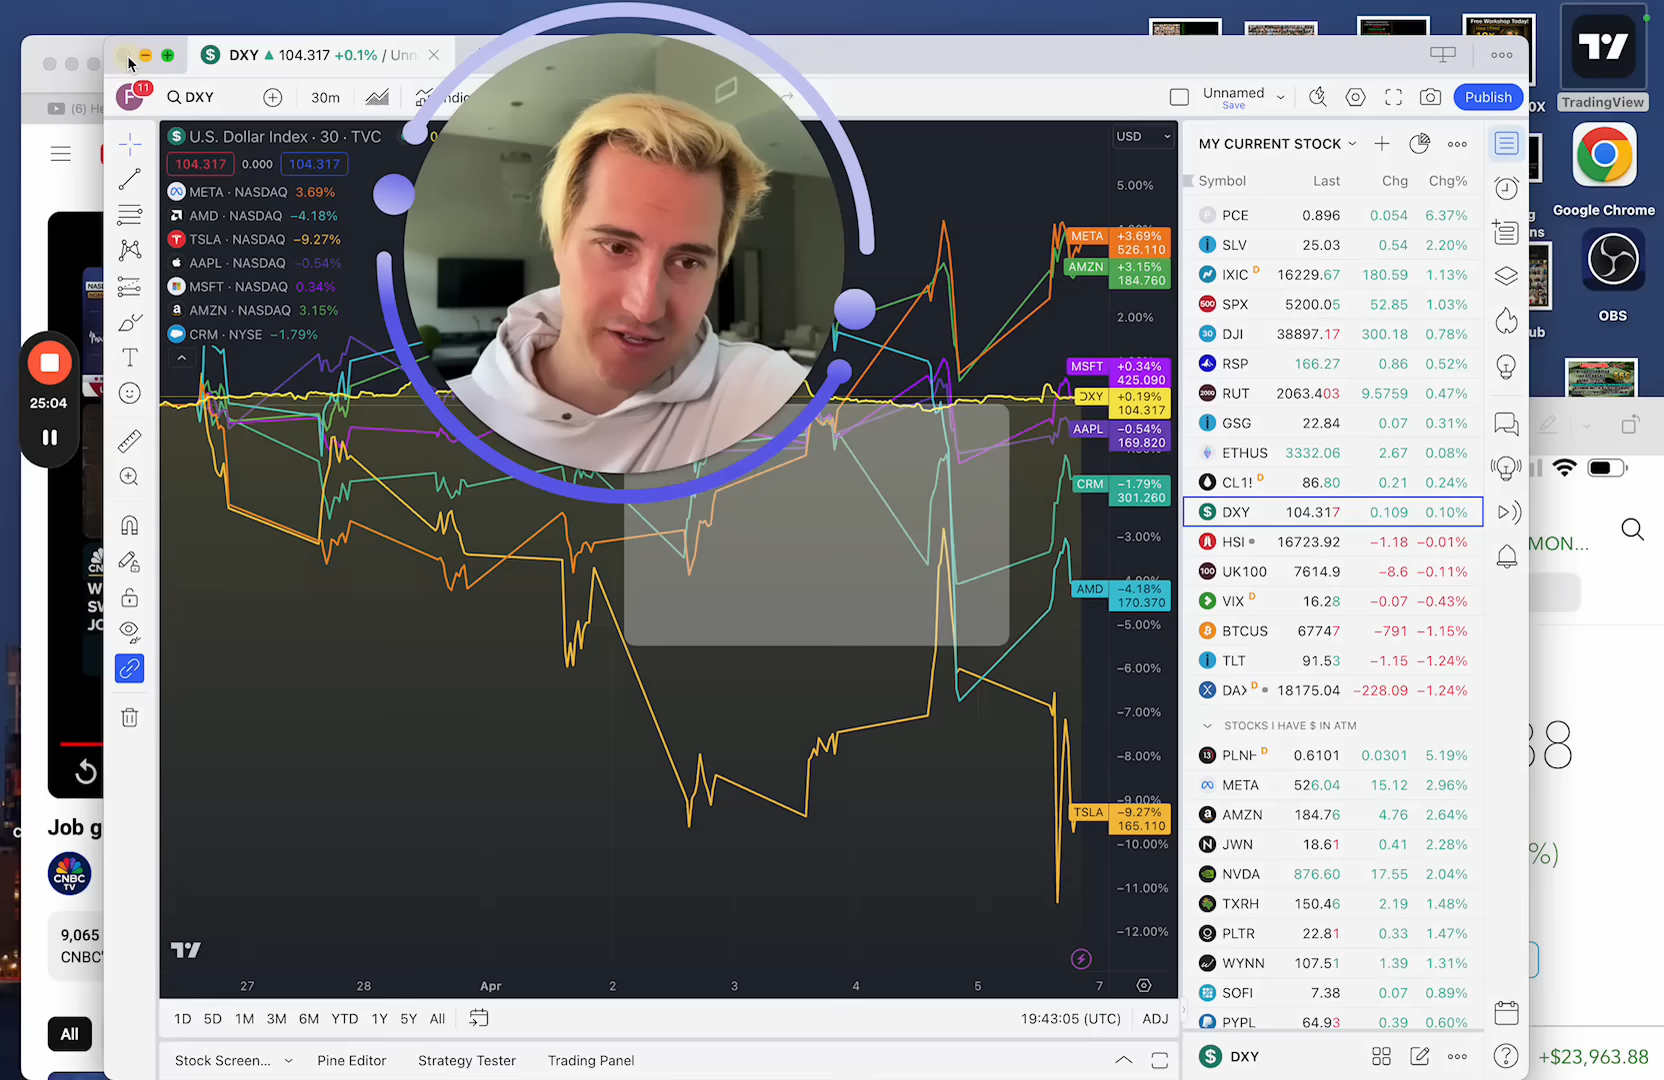 DXY ▲ 104.317 +0.1% / Unn
TradingView
11
DXY
30m
Indic
Unnamed
Save
Publish
U.S. Dollar Index · 30 · TVC
104.317 0.000 104.317
META · NASDAQ 3.69%
AMD · NASDAQ −4.18%
TSLA · NASDAQ −9.27%
AAPL · NASDAQ −0.54%
MSFT · NASDAQ 0.34%
AMZN · NASDAQ 3.15%
CRM · NYSE −1.79%
25:04
USD
5.00%
META +3.69%
526.110
AMZN +3.15%
184.760
2.00%
MSFT +0.34%
425.090
DXY +0.19%
104.317
AAPL −0.54%
169.820
CRM −1.79%
301.260
−3.00%
AMD −4.18%
170.370
−5.00%
−6.00%
−7.00%
−8.00%
−9.00%
TSLA −9.27%
165.110
−10.00%
−11.00%
−12.00%
27 28 Apr 2 3 4 5 7
1D 5D 1M 3M 6M YTD 1Y 5Y All
19:43:05 (UTC) ADJ
Stock Screen... Pine Editor Strategy Tester Trading Panel
MY CURRENT STOCK
Symbol Last Chg Chg%
PCE 0.896 0.054 6.37%
SLV 25.03 0.54 2.20%
IXIC D 16229.67 180.59 1.13%
SPX 5200.05 52.85 1.03%
DJI 38897.17 300.18 0.78%
RSP 166.27 0.86 0.52%
RUT 2063.403 9.5759 0.47%
GSG 22.84 0.07 0.31%
ETHUS 3332.06 2.67 0.08%
CL1! D 86.80 0.21 0.24%
DXY 104.317 0.109 0.10%
HSI 16723.92 −1.18 −0.01%
UK100 7614.9 −8.6 −0.11%
VIX D 16.28 −0.07 −0.43%
BTCUS 67747 −791 −1.15%
TLT 91.53 −1.15 −1.24%
DAX D 18175.04 −228.09 −1.24%
STOCKS I HAVE $ IN ATM
PLNH D 0.6101 0.0301 5.19%
META 526.04 15.12 2.96%
AMZN 184.76 4.76 2.64%
JWN 18.61 0.41 2.28%
NVDA 876.60 17.55 2.04%
TXRH 150.46 2.19 1.48%
PLTR 22.81 0.33 1.47%
WYNN 107.51 1.39 1.31%
SOFI 7.38 0.07 0.89%
PYPL 64.93 0.39 0.60%
DXY
Free Workshop Today!
Google Chrome
OBS
MON...
+$23,963.88
(6) He
Job g
CNBC
TV
9,065
CNBC'
All